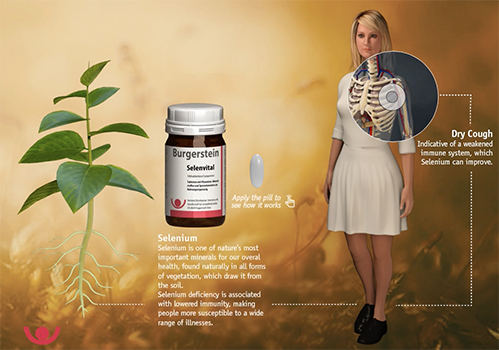 Burgerstein
Selenvital
Apply the pill to
see how it works
Dry Cough
Indicative of a weakened
immune system, which
Selenium can improve.
Selenium
Selenium is one of nature's most
important minerals for our overal
health, found naturally in all forms
of vegetation, which draw it from
the soil.
Selenium deficiency is associated
with lowered immunity, making
people more susceptible to a wide
range of illnesses.